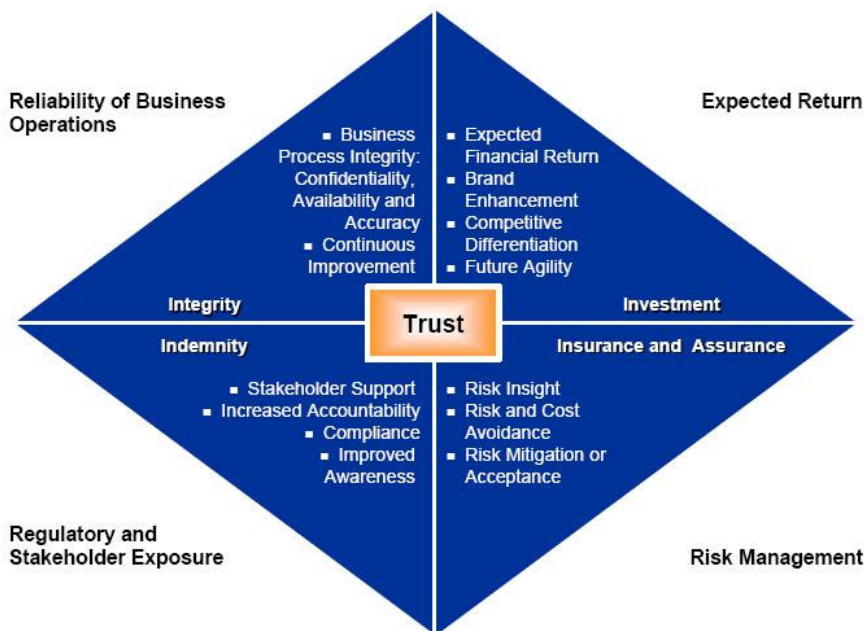 Reliability of Business
Operations
Expected Return
▪ Business
Process Integrity:
Confidentiality,
Availability and
Accuracy
▪ Continuous
Improvement
▪ Expected
Financial Return
▪ Brand
Enhancement
▪ Competitive
Differentiation
▪ Future Agility
Integrity
Investment
Trust
Indemnity
Insurance and Assurance
▪ Stakeholder Support
▪ Increased Accountability
▪ Compliance
▪ Improved
Awareness
▪ Risk Insight
▪ Risk and Cost
Avoidance
▪ Risk Mitigation or
Acceptance
Regulatory and
Stakeholder Exposure
Risk Management